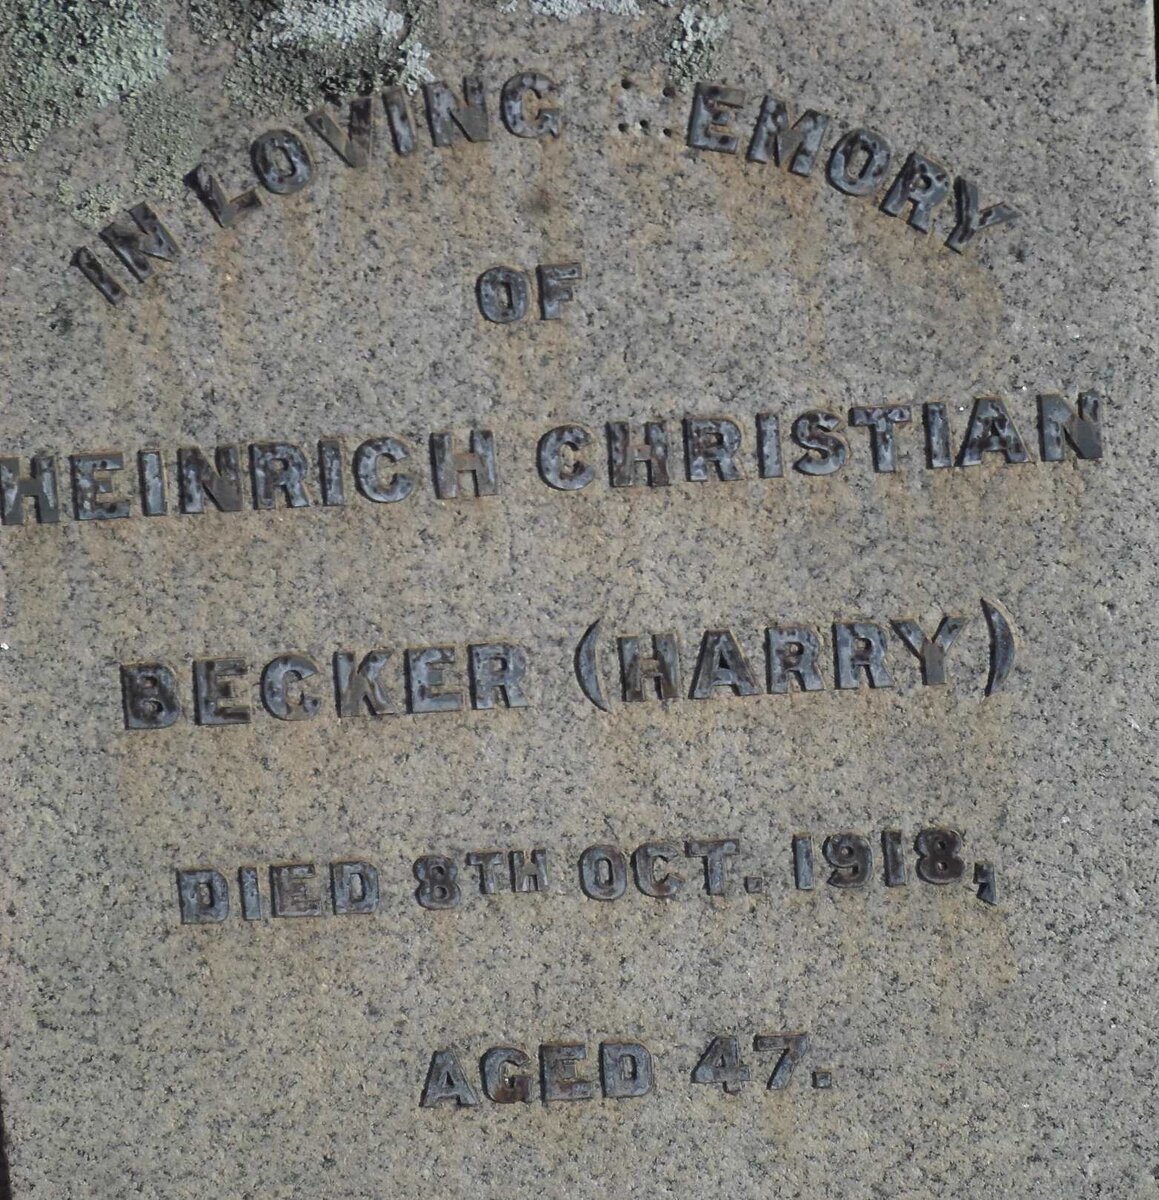 IN LOVING EMORY
OF
HEINRICH CHRISTIAN
BECKER (HARRY)
DIED 8TH OCT. 1918,
AGED 47.